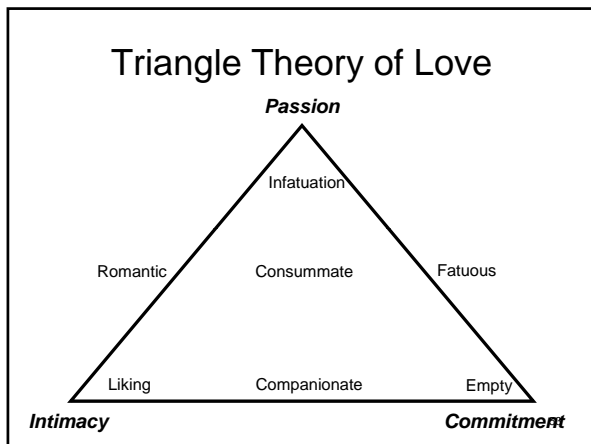 Triangle Theory of Love
Passion
Infatuation
Romantic Consummate Fatuous
Liking Companionate Empty
Intimacy Commitment